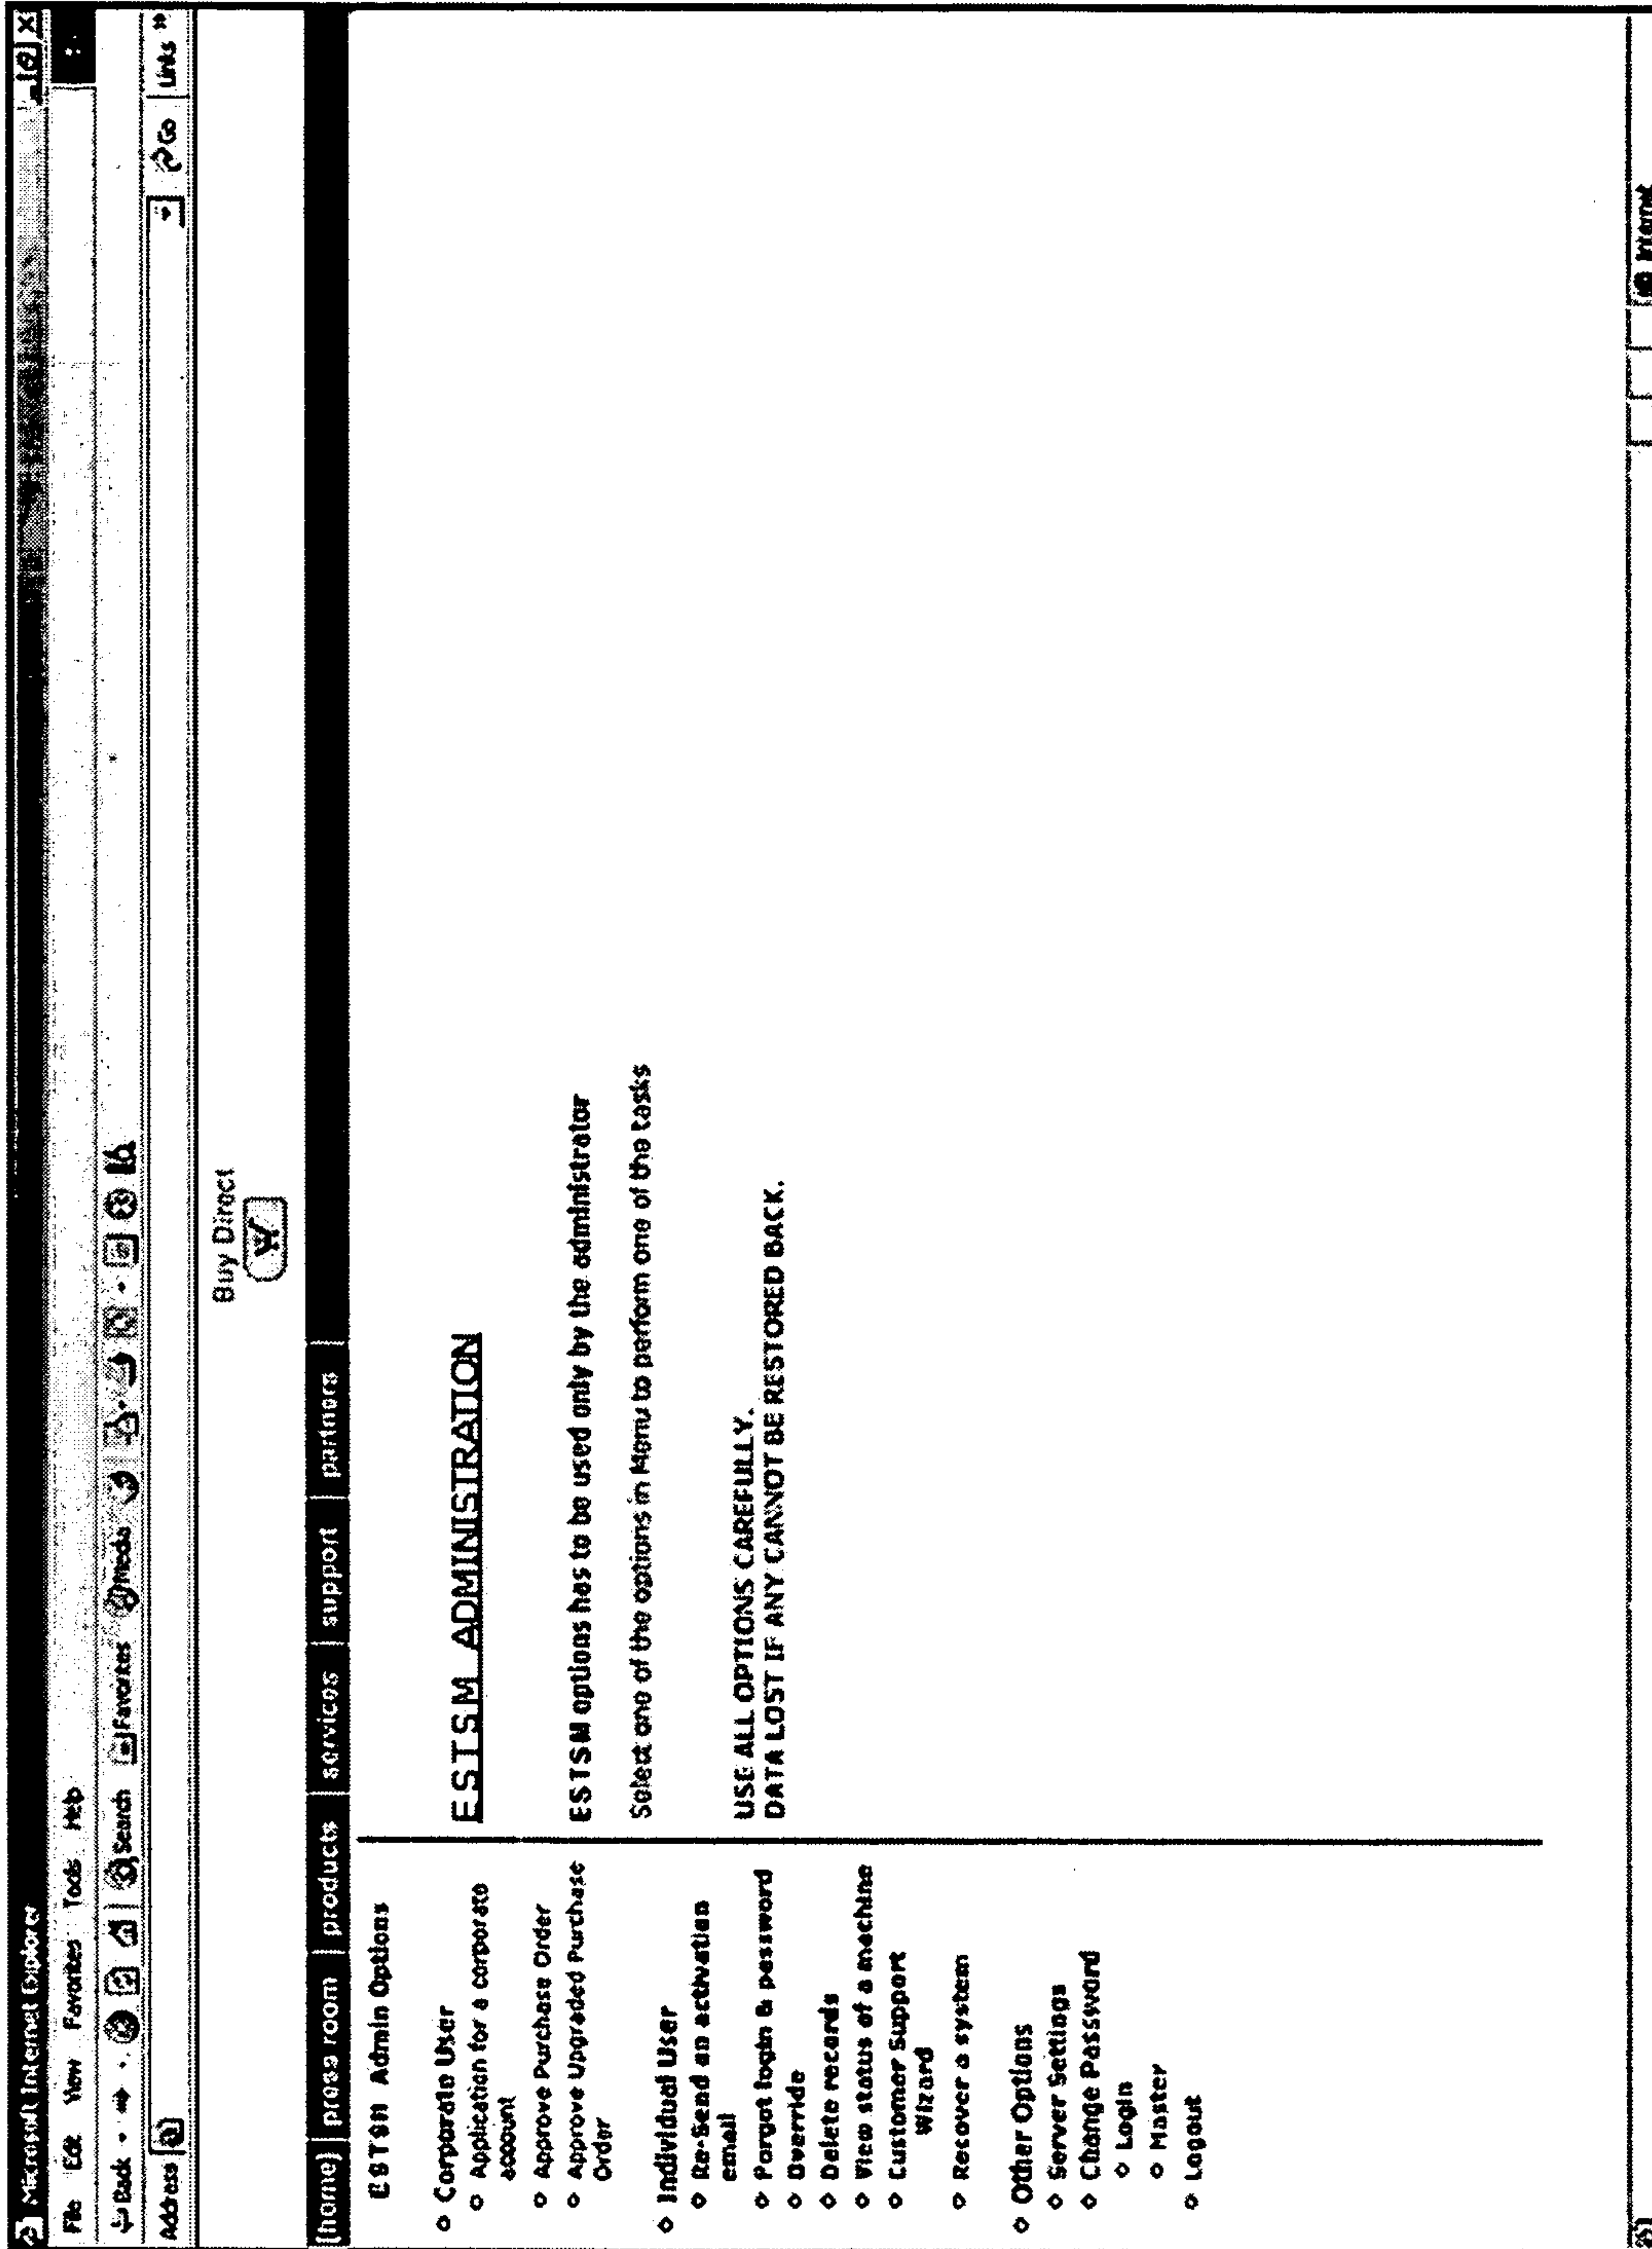 Microsoft Internet Explorer
File Edit View Favorites Tools Help
Back Search Favorites Media
Address Go Links »
Buy Direct
[home] press room products services support partners
ESTSM Admin Options
Corporate User
Application for a corporate
account
Approve Purchase Order
Approve Upgraded Purchase
Order
Individual User
Re-Send an activation
email
Forgot login & password
Override
Delete records
View status of a machine
Customer Support
Wizard
Recover a system
Other Options
Server Settings
Change Password
Login
Master
Logout
ESTSM ADMINISTRATION
ESTSM options has to be used only by the administrator
Select one of the options in Menu to perform one of the tasks
USE ALL OPTIONS CAREFULLY.
DATA LOST IF ANY CANNOT BE RESTORED BACK.
Internet